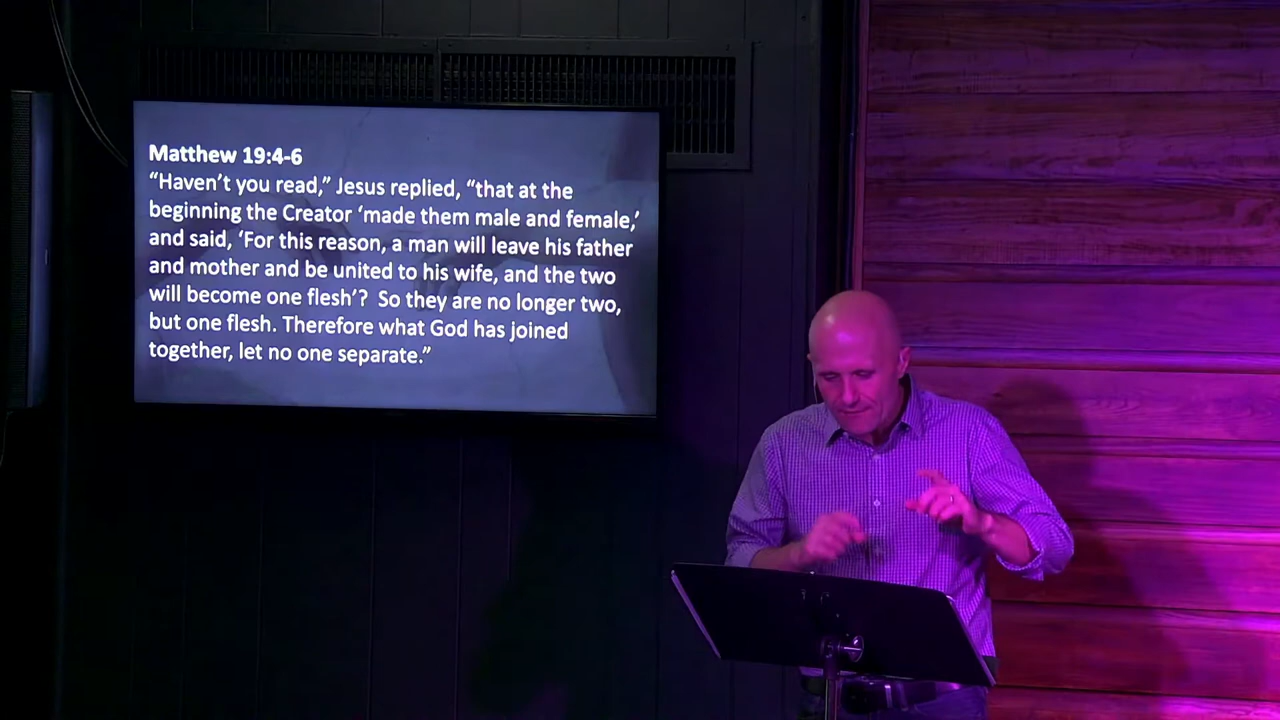 Matthew 19:4-6
“Haven’t you read,” Jesus replied, “that at the
beginning the Creator ‘made them male and female,’
and said, ‘For this reason, a man will leave his father
and mother and be united to his wife, and the two
will become one flesh’?  So they are no longer two,
but one flesh. Therefore what God has joined
together, let no one separate.”